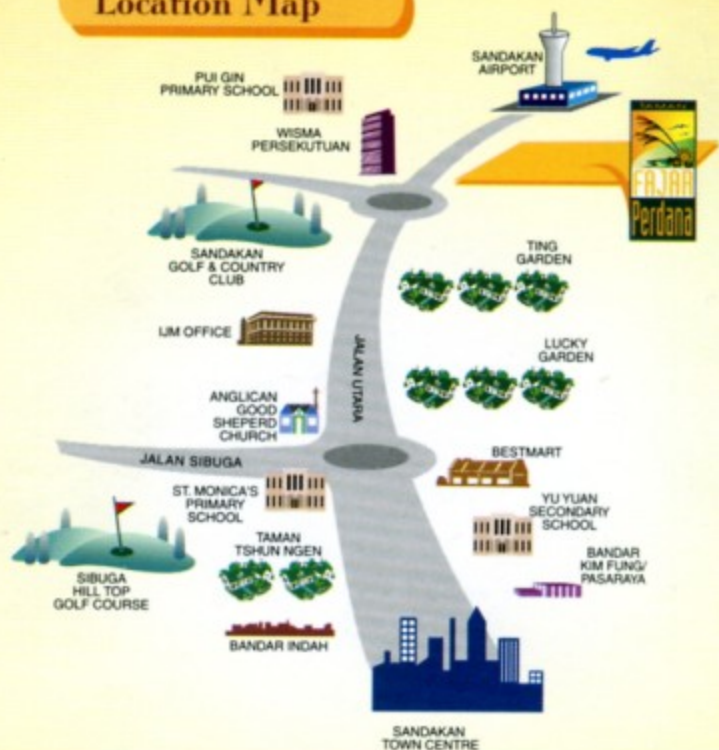 Location Map
SANDAKAN
AIRPORT
PUI GIN
PRIMARY SCHOOL
WISMA
PERSEKUTUAN
TAMAN
FAJAR
Perdana
SANDAKAN
GOLF & COUNTRY
CLUB
TING
GARDEN
IJM OFFICE
JALAN UTARA
LUCKY
GARDEN
ANGLICAN
GOOD
SHEPERD
CHURCH
JALAN SIBUGA
BESTMART
ST. MONICA'S
PRIMARY
SCHOOL
YU YUAN
SECONDARY
SCHOOL
TAMAN
TSHUN NGEN
BANDAR
KIM FUNG/
PASARAYA
SIBUGA
HILL TOP
GOLF COURSE
BANDAR INDAH
SANDAKAN
TOWN CENTRE